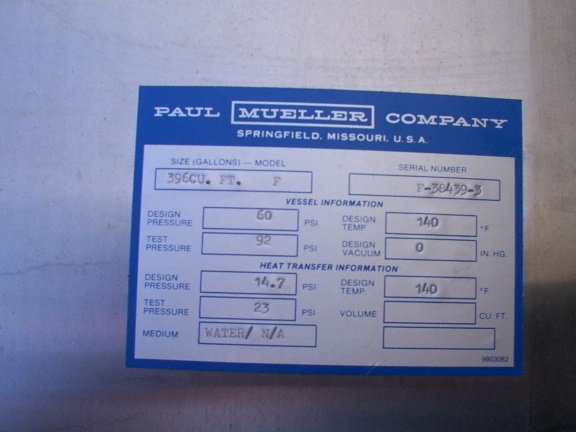 PAUL MUELLER COMPANY
SPRINGFIELD, MISSOURI, U.S.A.
SIZE (GALLONS) — MODEL SERIAL NUMBER
396CU. FT. F F-38439-3
VESSEL INFORMATION
DESIGN PRESSURE 60 PSI DESIGN TEMP. 140 °F
TEST PRESSURE 92 PSI DESIGN VACUUM 0 IN. HG.
HEAT TRANSFER INFORMATION
DESIGN PRESSURE 14.7 PSI DESIGN TEMP. 140 °F
TEST PRESSURE 23 PSI VOLUME CU. FT.
MEDIUM WATER/ N/A
9803082